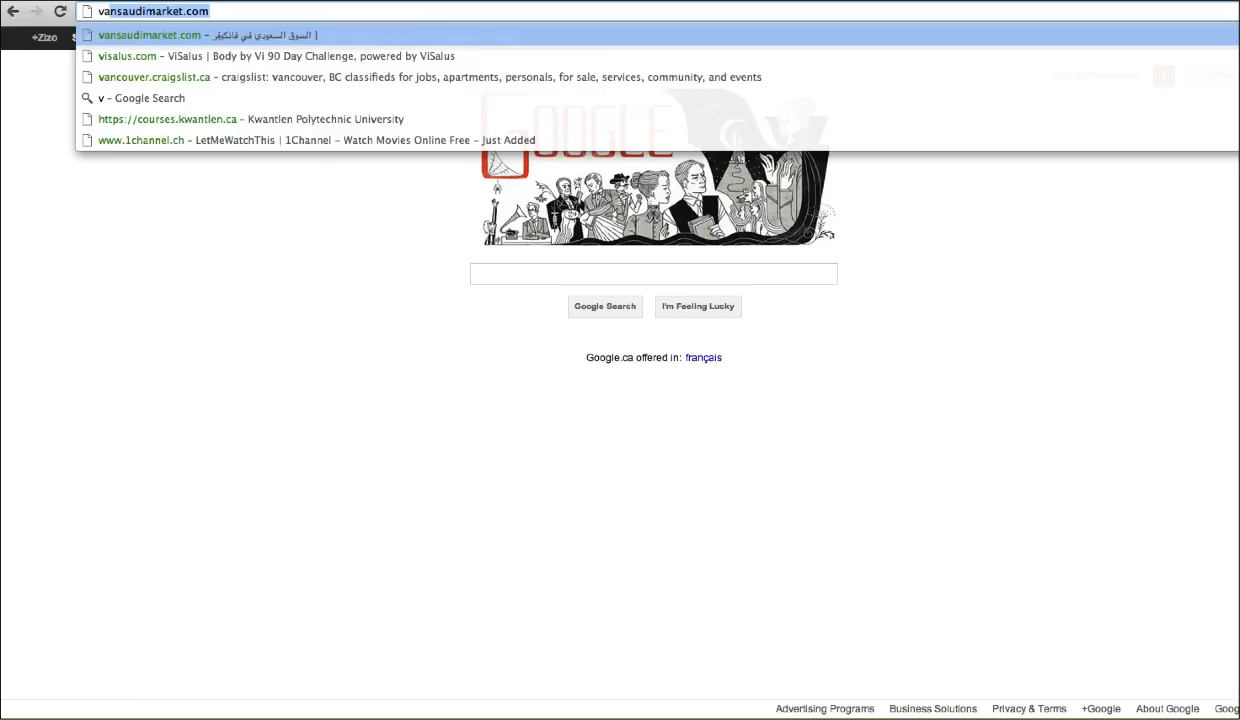 vansaudimarket.com
+Zizo
vansaudimarket.com – السوق السعودي في فانكوفر |
visalus.com – ViSalus | Body by Vi 90 Day Challenge, powered by ViSalus
vancouver.craigslist.ca – craigslist: vancouver, BC classifieds for jobs, apartments, personals, for sale, services, community, and events
v – Google Search
https://courses.kwantlen.ca – Kwantlen Polytechnic University
www.1channel.ch – LetMeWatchThis | 1Channel – Watch Movies Online Free – Just Added
GOOGLE
Google Search I'm Feeling Lucky
Google.ca offered in: français
Advertising Programs Business Solutions Privacy & Terms +Google About Google Goog